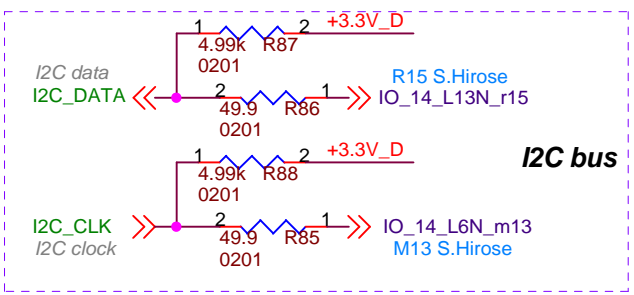 1 2 +3.3V_D
4.99k R87
0201
I2C data
R15 S.Hirose
I2C_DATA 2 1 IO_14_L13N_r15
49.9 R86
0201
1 2 +3.3V_D
4.99k R88
0201
I2C bus
I2C_CLK 2 1 IO_14_L6N_m13
I2C clock 49.9 R85 M13 S.Hirose
0201